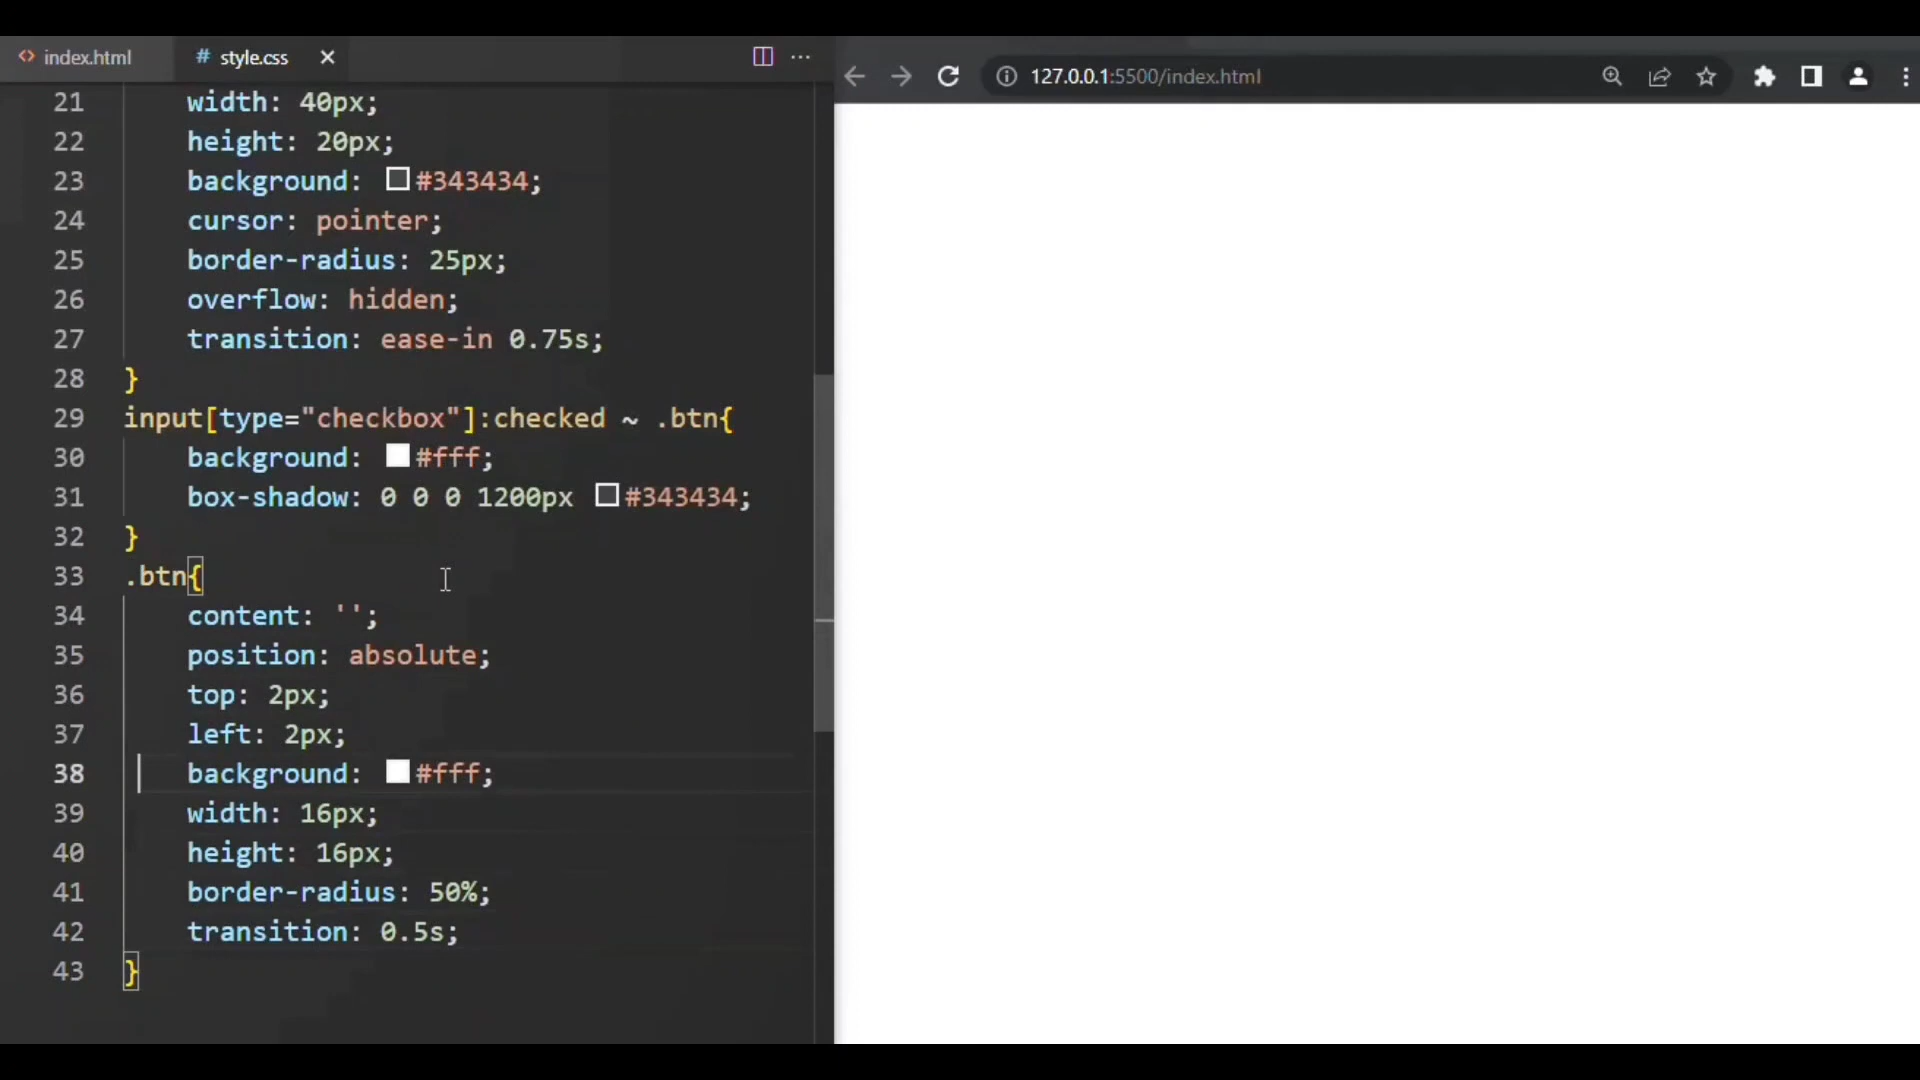 index.html
style.css
127.0.0.1:5500/index.html
21 width: 40px;
22 height: 20px;
23 background: #343434;
24 cursor: pointer;
25 border-radius: 25px;
26 overflow: hidden;
27 transition: ease-in 0.75s;
28 }
29 input[type="checkbox"]:checked ~ .btn{
30 background: #fff;
31 box-shadow: 0 0 0 1200px #343434;
32 }
33 .btn{
34 content: '';
35 position: absolute;
36 top: 2px;
37 left: 2px;
38 background: #fff;
39 width: 16px;
40 height: 16px;
41 border-radius: 50%;
42 transition: 0.5s;
43 }